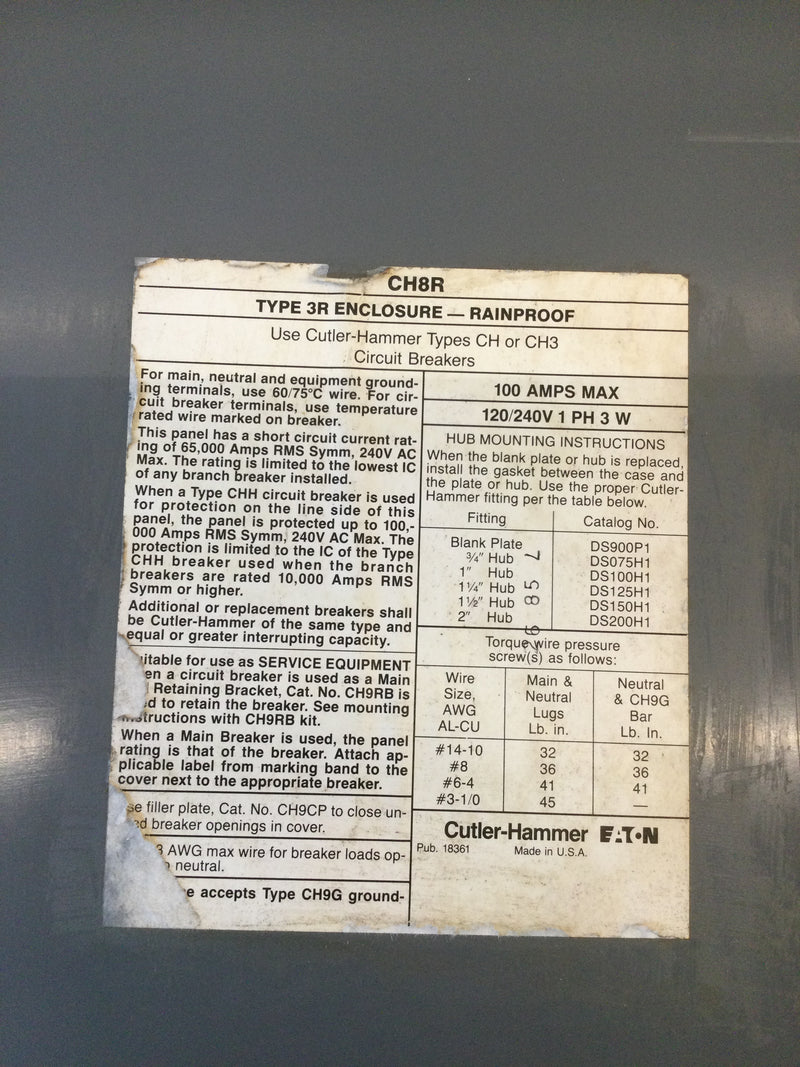 CH8R
TYPE 3R ENCLOSURE — RAINPROOF
Use Cutler-Hammer Types CH or CH3
Circuit Breakers
For main, neutral and equipment ground-
ing terminals, use 60/75°C wire. For cir-
cuit breaker terminals, use temperature
rated wire marked on breaker.
This panel has a short circuit current rat-
ing of 65,000 Amps RMS Symm, 240V AC
Max. The rating is limited to the lowest IC
of any branch breaker installed.
When a Type CHH circuit breaker is used
for protection on the line side of this
panel, the panel is protected up to 100,-
000 Amps RMS Symm, 240V AC Max. The
protection is limited to the IC of the Type
CHH breaker used when the branch
breakers are rated 10,000 Amps RMS
Symm or higher.
Additional or replacement breakers shall
be Cutler-Hammer of the same type and
equal or greater interrupting capacity.
itable for use as SERVICE EQUIPMENT
en a circuit breaker is used as a Main
Retaining Bracket, Cat. No. CH9RB is
d to retain the breaker. See mounting
structions with CH9RB kit.
When a Main Breaker is used, the panel
rating is that of the breaker. Attach ap-
plicable label from marking band to the
cover next to the appropriate breaker.
se filler plate, Cat. No. CH9CP to close un-
ed breaker openings in cover.
3 AWG max wire for breaker loads op-
neutral.
e accepts Type CH9G ground-
100 AMPS MAX
120/240V 1 PH 3 W
HUB MOUNTING INSTRUCTIONS
When the blank plate or hub is replaced,
install the gasket between the case and
the plate or hub. Use the proper Cutler-
Hammer fitting per the table below.
Fitting Catalog No.
Blank Plate DS900P1
¾" Hub DS075H1
1" Hub DS100H1
1¼" Hub DS125H1
1½" Hub DS150H1
2" Hub DS200H1
Torque wire pressure
screw(s) as follows:
Wire Main & Neutral
Size, Neutral & CH9G
AWG Lugs Bar
AL-CU Lb. in. Lb. In.
#14-10 32 32
#8 36 36
#6-4 41 41
#3-1/0 45 —
Cutler-Hammer EATON
Pub. 18361 Made in U.S.A.